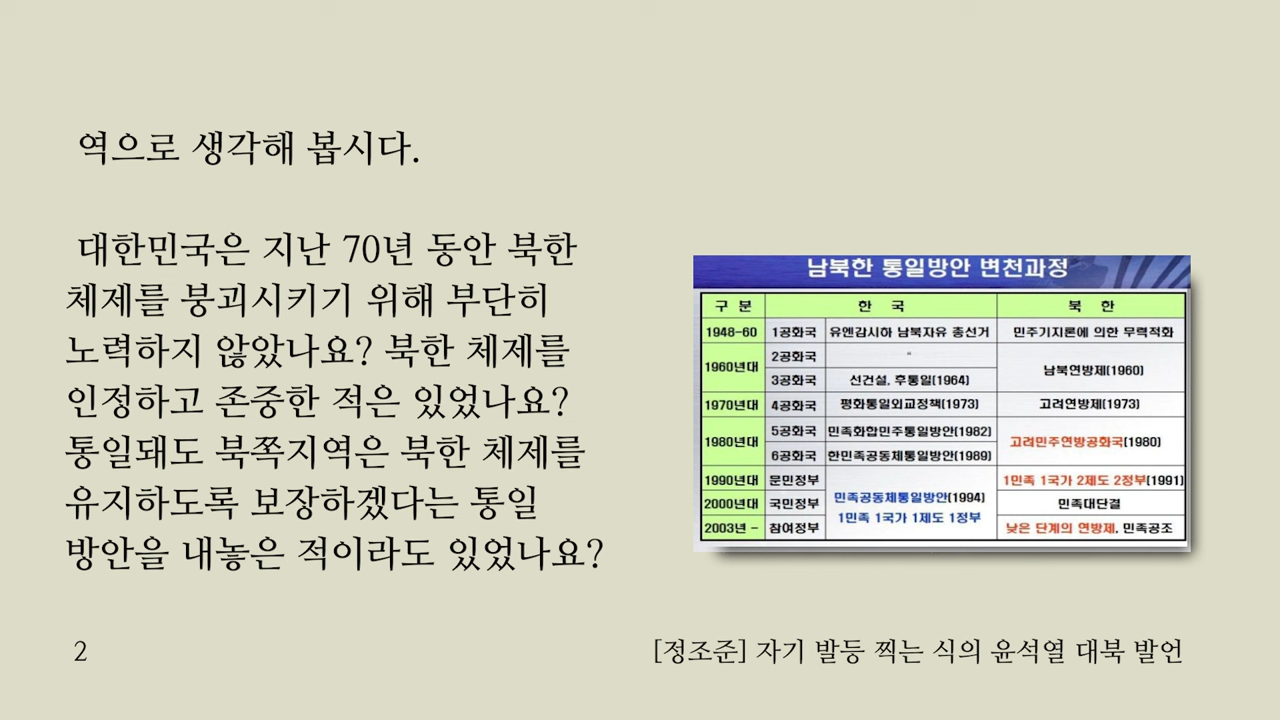 역으로 생각해 봅시다.
대한민국은 지난 70년 동안 북한
체제를 붕괴시키기 위해 부단히
노력하지 않았나요? 북한 체제를
인정하고 존중한 적은 있었나요?
통일돼도 북쪽지역은 북한 체제를
유지하도록 보장하겠다는 통일
방안을 내놓은 적이라도 있었나요?
남북한 통일방안 변천과정
구 분 한 국 북 한
1948-60 1공화국 유엔감시하 남북자유 총선거 민주기지론에 의한 무력적화
1960년대 2공화국 " 남북연방제(1960)
3공화국 선건설, 후통일(1964)
1970년대 4공화국 평화통일외교정책(1973) 고려연방제(1973)
1980년대 5공화국 민족화합민주통일방안(1982) 고려민주연방공화국(1980)
6공화국 한민족공동체통일방안(1989)
1990년대 문민정부 민족공동체통일방안(1994) 1민족 1국가 2제도 2정부(1991)
2000년대 국민정부 1민족 1국가 1제도 1정부 민족대단결
2003년 - 참여정부 낮은 단계의 연방제, 민족공조
2
[정조준] 자기 발등 찍는 식의 윤석열 대북 발언